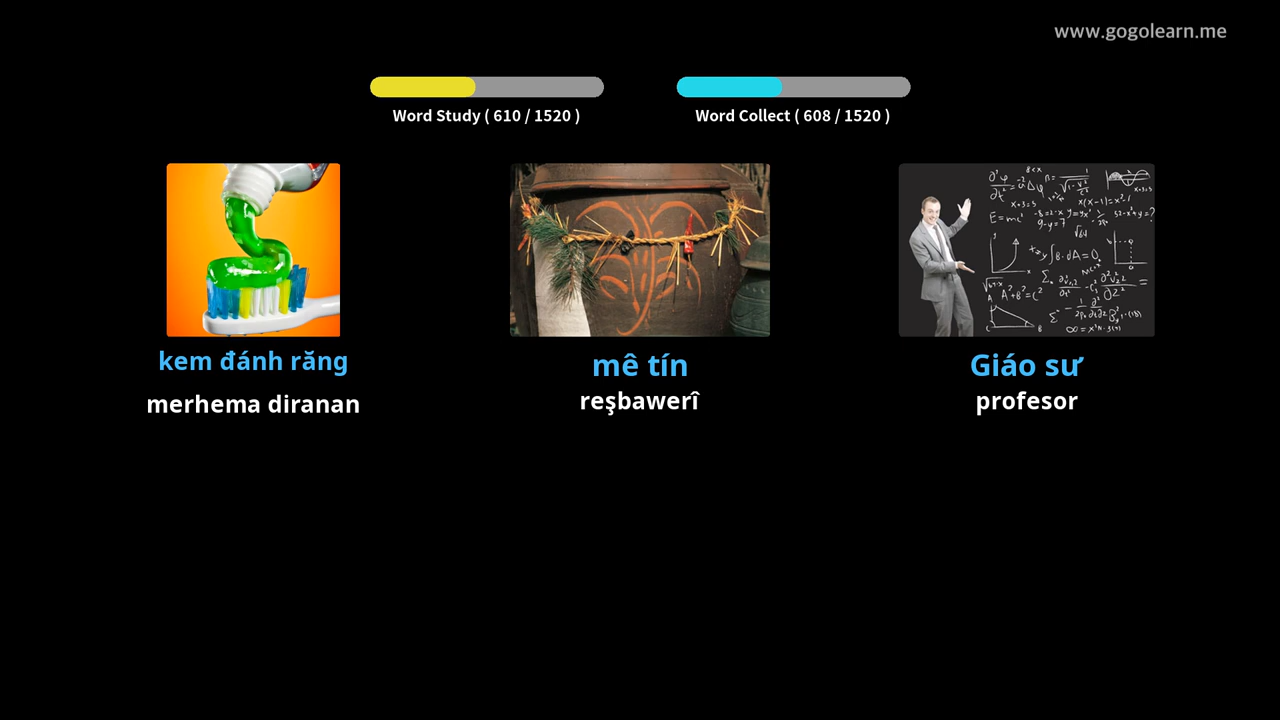 www.gogolearn.me
Word Study ( 610 / 1520 )
Word Collect ( 608 / 1520 )
kem đánh răng
mê tín
Giáo sư
merhema diranan
reşbawerî
profesor